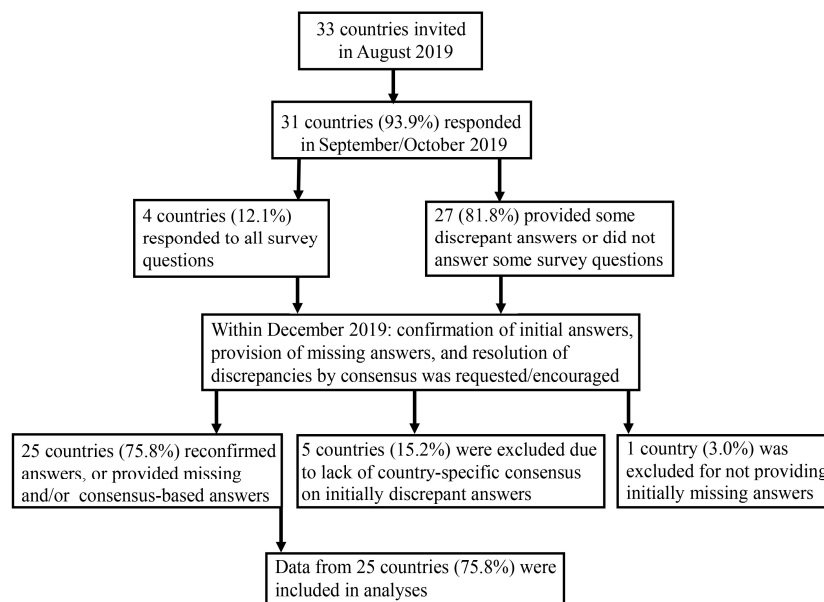 33 countries invited
in August 2019
31 countries (93.9%) responded
in September/October 2019
4 countries (12.1%)
responded to all survey
questions
27 (81.8%) provided some
discrepant answers or did not
answer some survey questions
Within December 2019: confirmation of initial answers,
provision of missing answers, and resolution of
discrepancies by consensus was requested/encouraged
25 countries (75.8%) reconfirmed
answers, or provided missing
and/or consensus-based answers
5 countries (15.2%) were excluded due
to lack of country-specific consensus
on initially discrepant answers
1 country (3.0%) was
excluded for not providing
initially missing answers
Data from 25 countries (75.8%) were
included in analyses